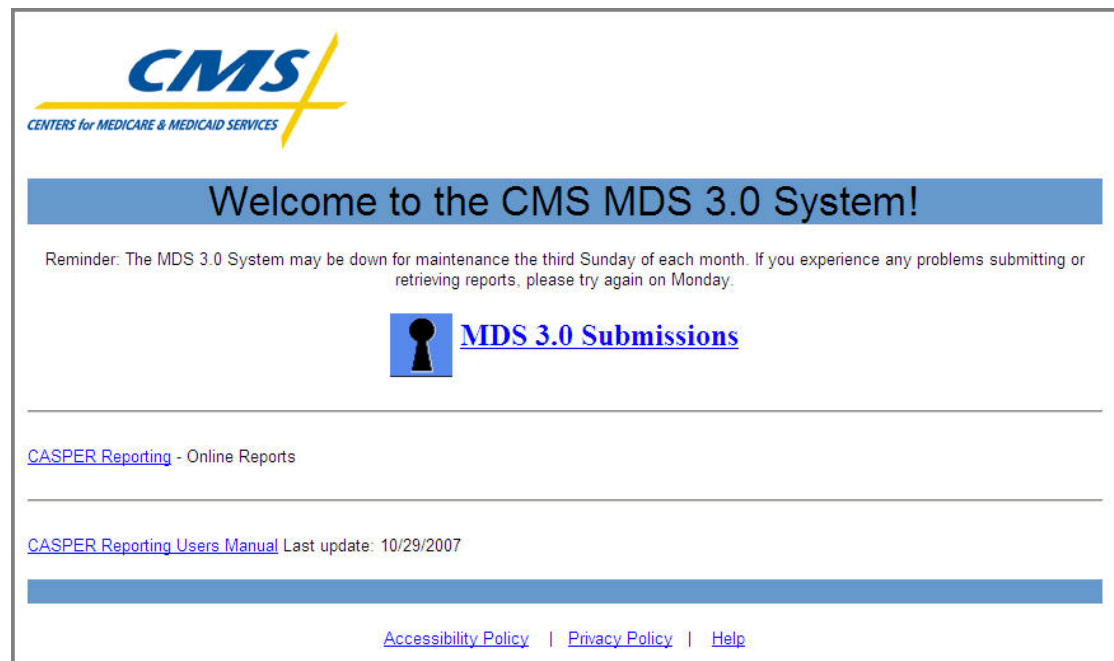 CMS
CENTERS for MEDICARE & MEDICAID SERVICES
Welcome to the CMS MDS 3.0 System!
Reminder: The MDS 3.0 System may be down for maintenance the third Sunday of each month. If you experience any problems submitting or
retrieving reports, please try again on Monday.
MDS 3.0 Submissions
CASPER Reporting - Online Reports
CASPER Reporting Users Manual Last update: 10/29/2007
Accessibility Policy | Privacy Policy | Help